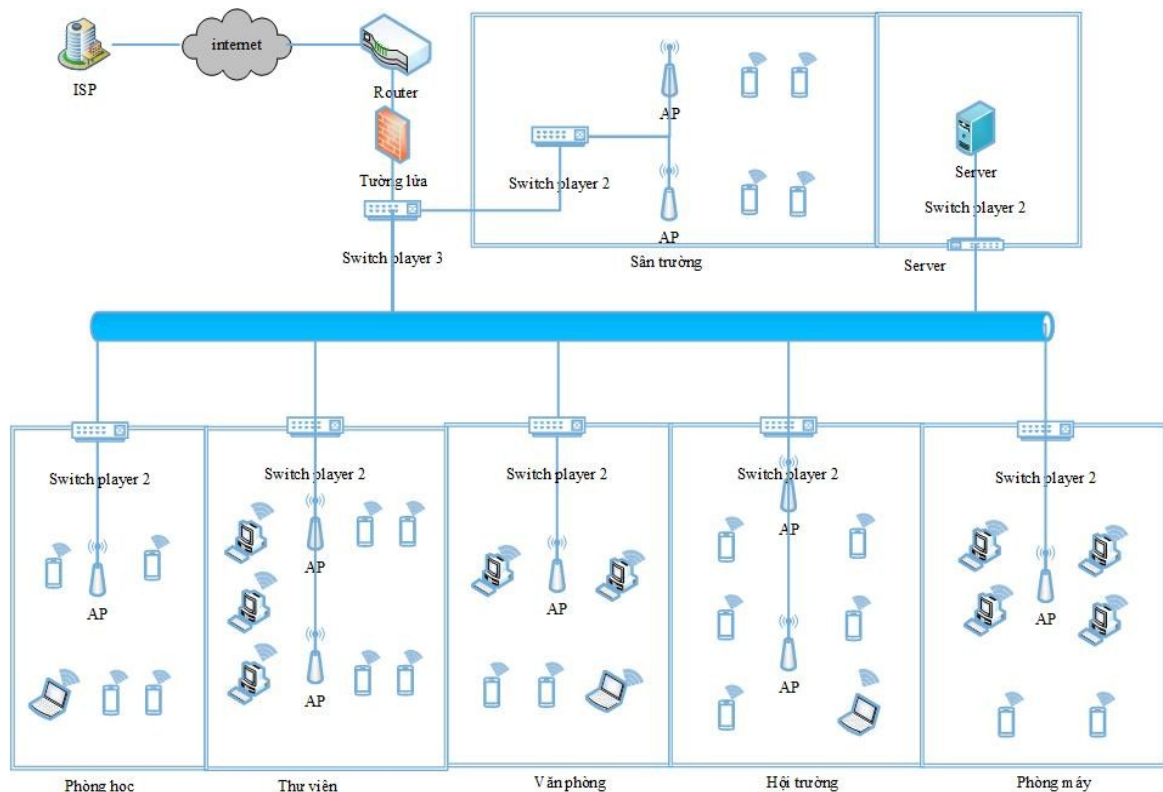 internet
ISP
Router
AP
Tường lửa
Switch player 2
Server
Switch player 2
AP
Switch player 3
Sân trường
Server
Switch player 2
Switch player 2
Switch player 2
Switch player 2
Switch player 2
AP
AP
AP
AP
AP
AP
AP
Phòng học
Thư viên
Văn phòng
Hội trường
Phòng máy